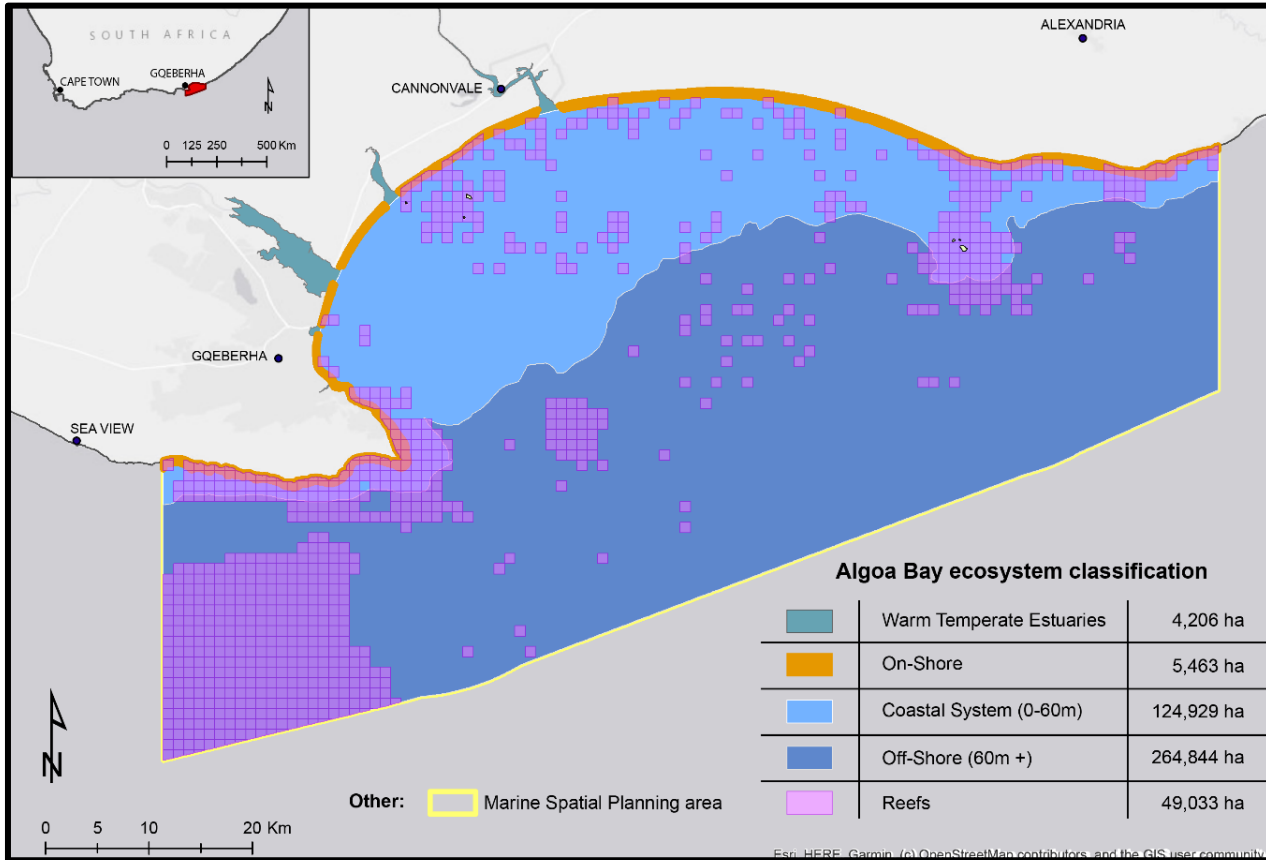 SOUTH AFRICA
CAPE TOWN
GQEBERHA
N
0 125 250 500 Km
ALEXANDRIA
CANNONVALE
GQEBERHA
SEA VIEW
Algoa Bay ecosystem classification
Warm Temperate Estuaries 4,206 ha
On-Shore 5,463 ha
Coastal System (0-60m) 124,929 ha
Off-Shore (60m +) 264,844 ha
Reefs 49,033 ha
N
Other: Marine Spatial Planning area
0 5 10 20 Km
Esri, HERE, Garmin, (c) OpenStreetMap contributors, and the GIS user community